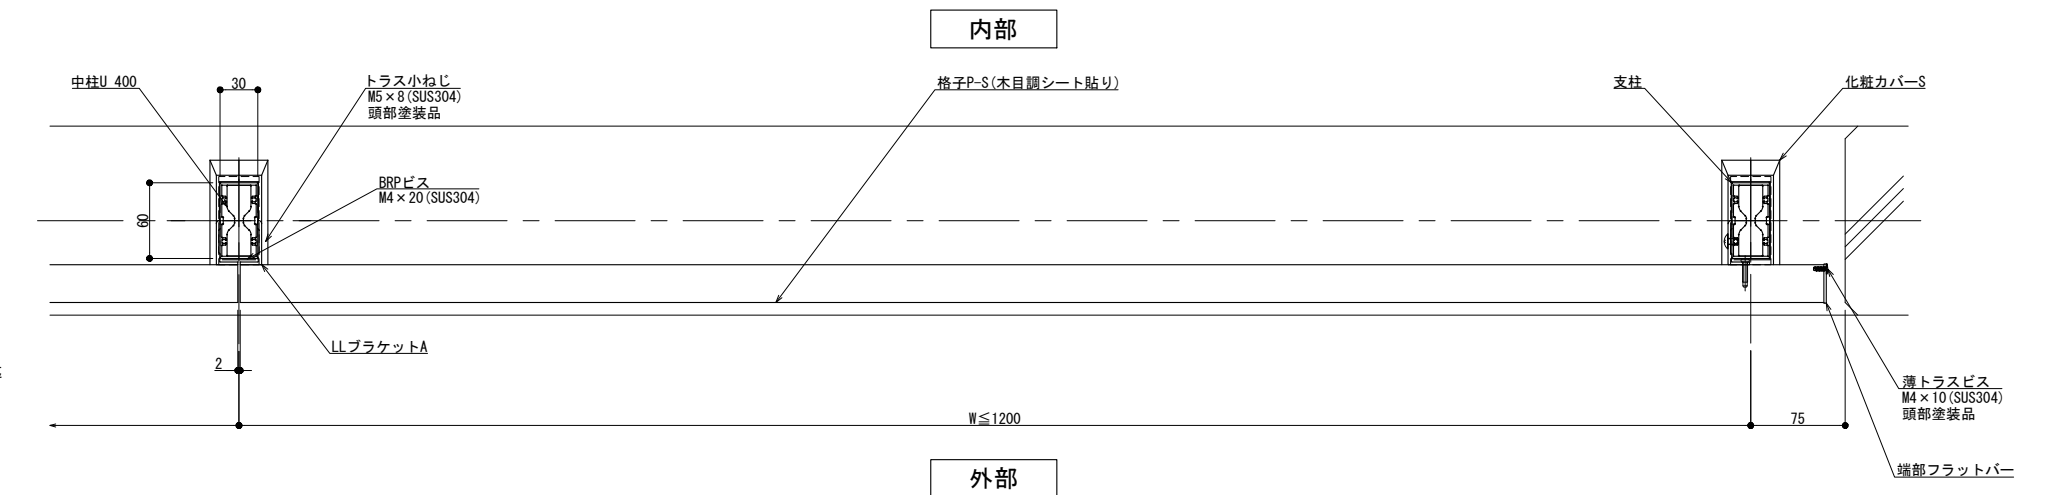 内部
中柱U 400
30
トラス小ねじ
M5×8(SUS304)
頭部塗装品
格子P-S(木目調シート貼り)
支柱
化粧カバーS
BRPビス
M4×20(SUS304)
60
LLブラケットA
2
薄トラスビス
M4×10(SUS304)
頭部塗装品
W≦1200
75
端部フラットバー
外部